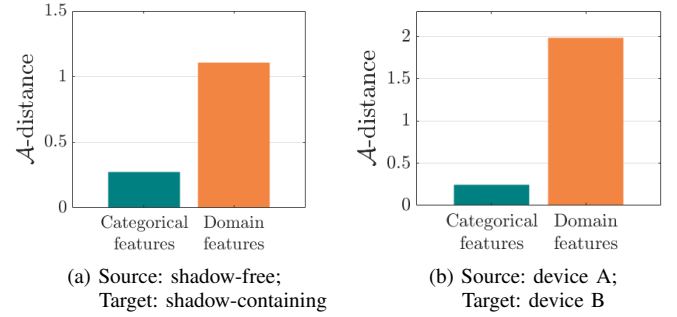 1.5
1
0.5
0
𝒜-distance
Categorical features
Domain features
(a) Source: shadow-free;
Target: shadow-containing
2
1.5
1
0.5
0
𝒜-distance
Categorical features
Domain features
(b) Source: device A;
Target: device B